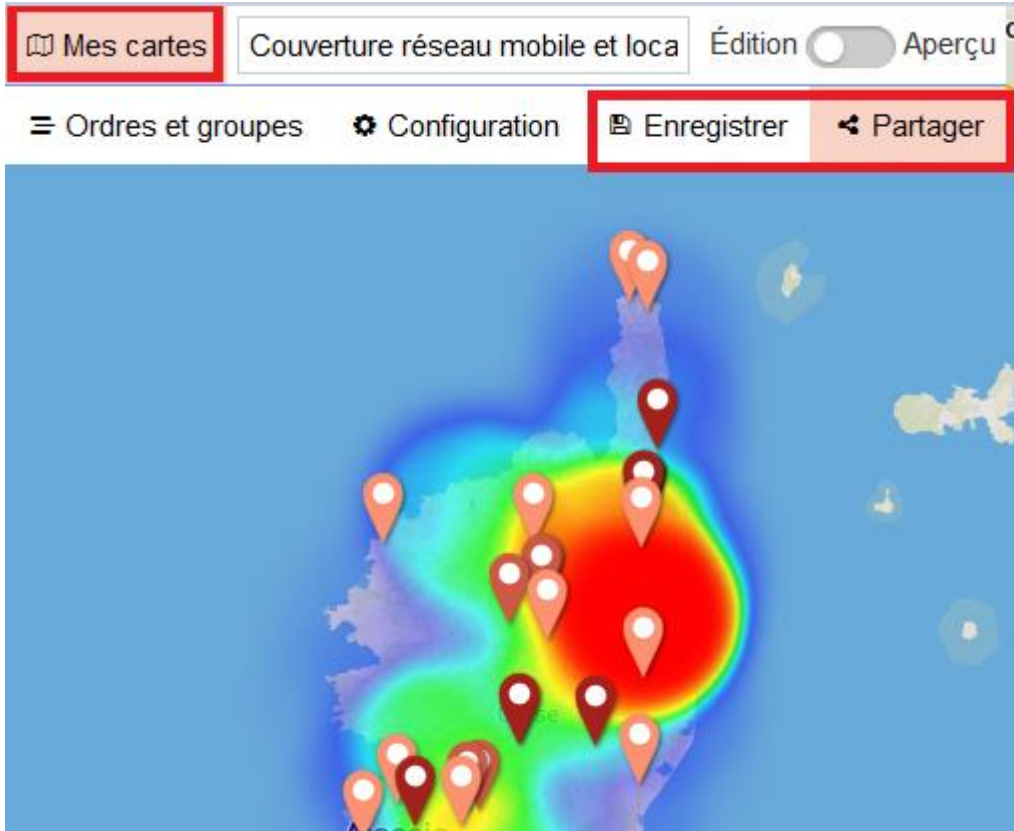 Mes cartes
Couverture réseau mobile et loca
Édition
Aperçu
Ordres et groupes
Configuration
Enregistrer
Partager